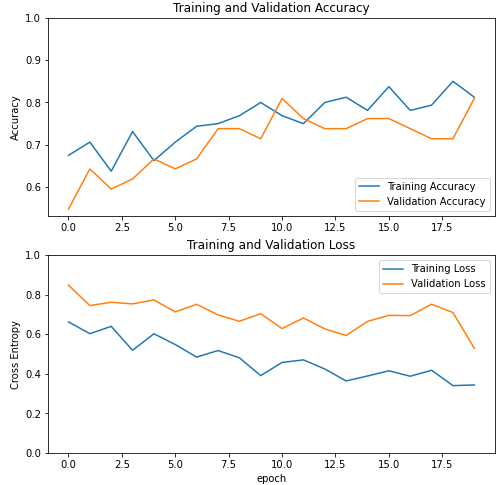 Training and Validation Accuracy
1.0
0.9
0.8
0.7
0.6
Accuracy
Training Accuracy
Validation Accuracy
0.0 2.5 5.0 7.5 10.0 12.5 15.0 17.5
Training and Validation Loss
1.0
0.8
0.6
0.4
0.2
0.0
Cross Entropy
Training Loss
Validation Loss
0.0 2.5 5.0 7.5 10.0 12.5 15.0 17.5
epoch